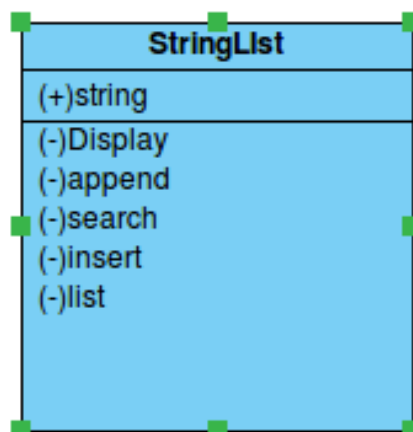 StringLIst
(+)string
(-)Display
(-)append
(-)search
(-)insert
(-)list